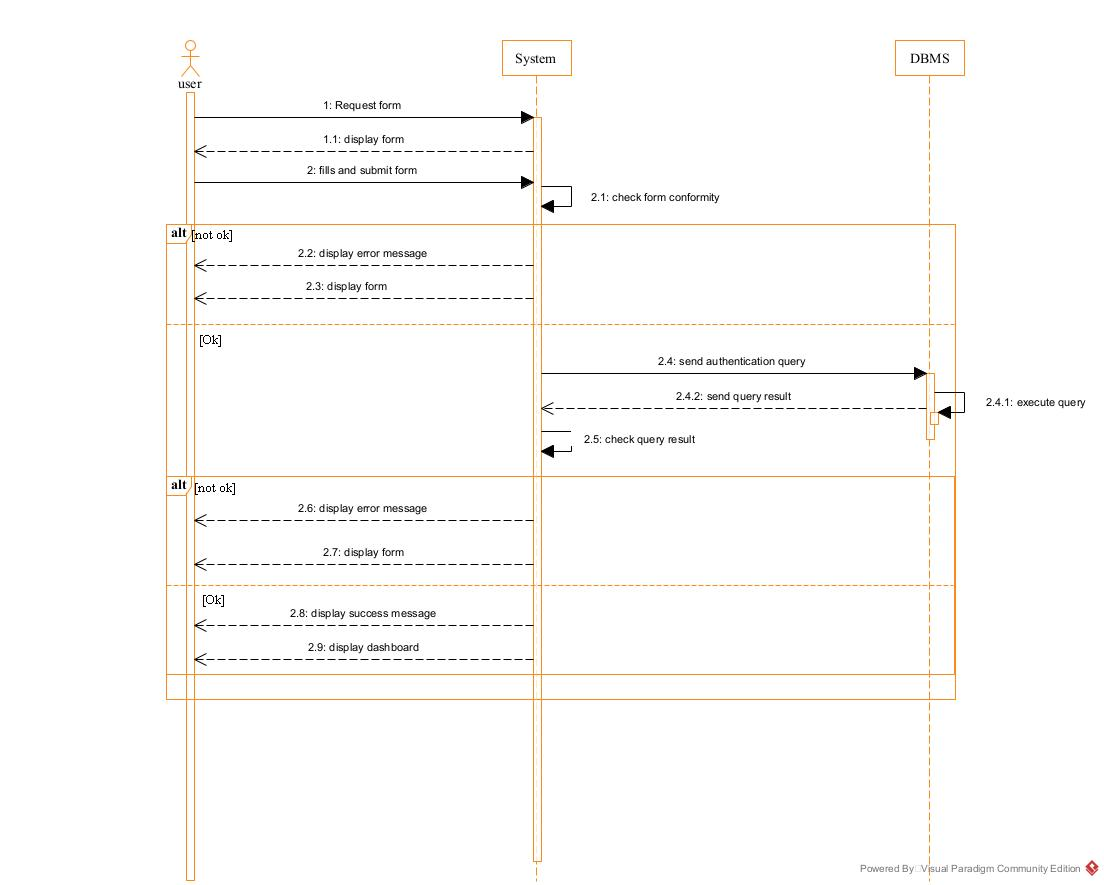 System
DBMS
user
1: Request form
1.1: display form
2: fills and submit form
2.1: check form conformity
alt
[not ok]
2.2: display error message
2.3: display form
[Ok]
2.4: send authentication query
2.4.2: send query result
2.4.1: execute query
2.5: check query result
alt
[not ok]
2.6: display error message
2.7: display form
[Ok]
2.8: display success message
2.9: display dashboard
Powered By Visual Paradigm Community Edition